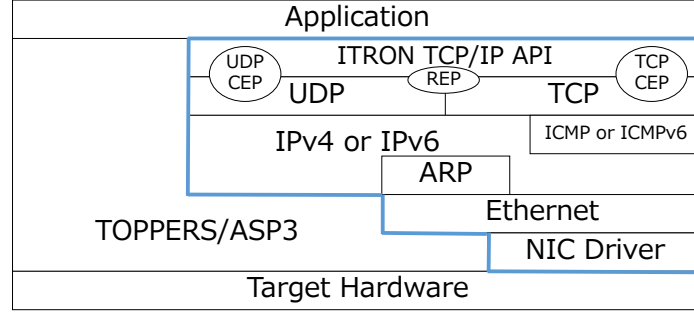 Application
ITRON TCP/IP API
UDP
CEP
REP
TCP
CEP
UDP
TCP
IPv4 or IPv6
ICMP or ICMPv6
ARP
Ethernet
TOPPERS/ASP3
NIC Driver
Target Hardware